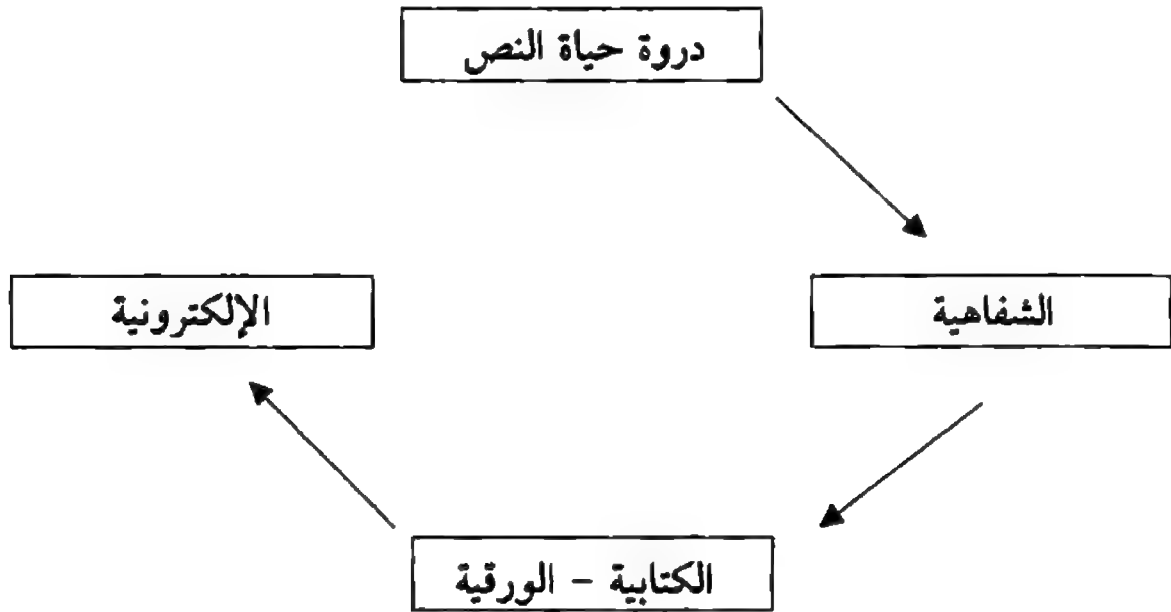 دروة حياة النص
الشفاهية
الإلكترونية
الكتابية - الورقية